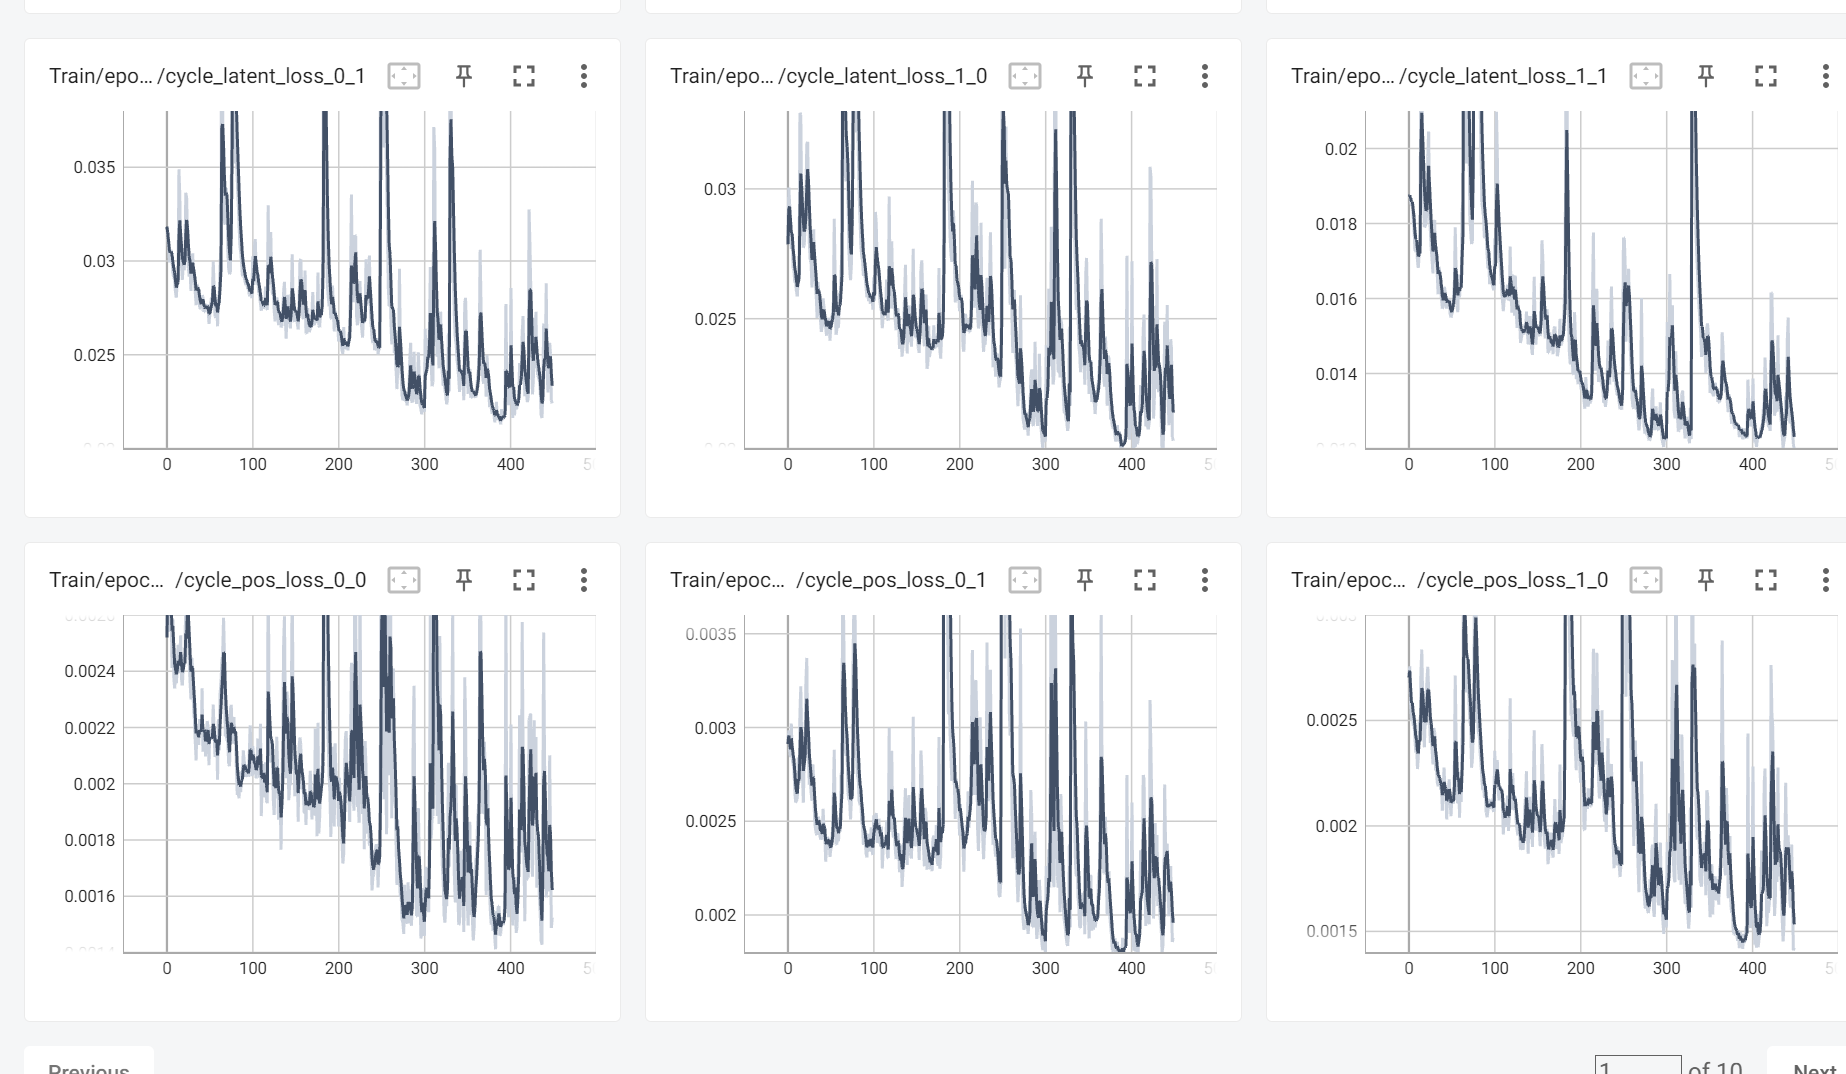 Train/epo... /cycle_latent_loss_0_1
0.035
0.03
0.025
0 100 200 300 400
Train/epo... /cycle_latent_loss_1_0
0.03
0.025
0 100 200 300 400
Train/epo... /cycle_latent_loss_1_1
0.02
0.018
0.016
0.014
0 100 200 300 400
Train/epoc... /cycle_pos_loss_0_0
0.0024
0.0022
0.002
0.0018
0.0016
0 100 200 300 400
Train/epoc... /cycle_pos_loss_0_1
0.0035
0.003
0.0025
0.002
0 100 200 300 400
Train/epoc... /cycle_pos_loss_1_0
0.0025
0.002
0.0015
0 100 200 300 400
Previous
1 of 10
Next